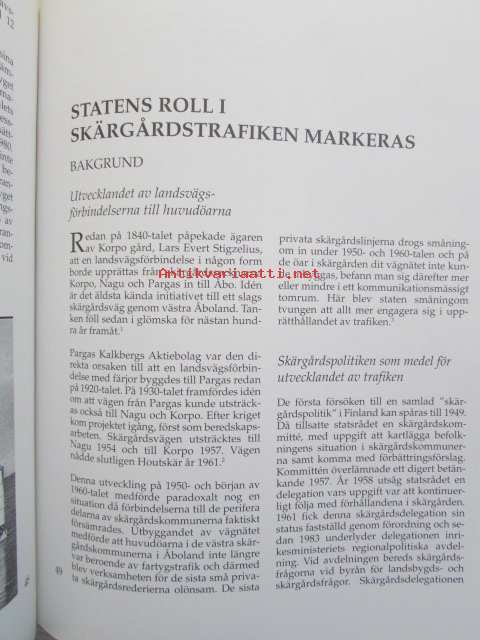 STATENS ROLL I
SKÄRGÅRDSTRAFIKEN MARKERAS
BAKGRUND
Utvecklandet av landsvägs-
förbindelserna till huvudöarna
Redan på 1840-talet påpekade ägaren
av Korpo gård, Lars Evert Stigzelius,
att en landsvägsförbindelse i någon form
borde upprättas från skärgårdssocknarna
Korpo, Nagu och Pargas in till Åbo. Idén
är det äldsta kända initiativet till ett slags
skärgårdsväg genom västra Åboland. Tan-
ken föll sedan i glömska för nästan hund-
ra år framåt.¹
Pargas Kalkbergs Aktiebolag var den di-
rekta orsaken till att en landsvägsförbin-
delse med färjor byggdes till Pargas redan
på 1920-talet. På 1930-talet framfördes idén
om att vägen från Pargas kunde utsträck-
as också till Nagu och Korpo. Efter kriget
kom projektet igång, först som beredskaps-
arbeten. Skärgårdsvägen utsträcktes till
Nagu 1954 och till Korpo 1957. Vägen
nådde slutligen Houtskär år 1961.²
Denna utveckling på 1950- och början av
1960-talet medförde paradoxalt nog en
situation då förbindelserna till de perifera
delarna av skärgårdskommunerna faktiskt
försämrades. Utbyggandet av vägnätet
medförde att huvudöarna i de västra skär-
gårdskommunerna i Åboland inte längre
var beroende av fartygstrafik och därmed
blev verksamheten för de sista små priva-
ta skärgårdsrederierna olönsam. De sista
privata skärgårdslinjerna drogs småning-
om in under 1950- och 1960-talen och på
de öar i skärgården dit vägnätet inte kun-
de utbyggas, befann man sig därefter mer
eller mindre i ett kommunikationsmässigt
tomrum. Här blev staten småningom
tvungen att allt mer engagera sig i upp-
rätthållandet av trafiken.³
Skärgårdspolitiken som medel för
utvecklandet av trafiken
De första försöken till en samlad "skär-
gårdspolitik" i Finland kan spåras till 1949.
Då tillsatte statsrådet en skärgårdskom-
mitté, med uppgift att kartlägga befolk-
ningens situation i skärgårdskommuner-
na samt komma med förbättringsförslag.
Kommittén överlämnade ett digert betän-
kande 1957. År 1958 utsåg statsrådet en
delegation vars uppgift var att kontinuer-
ligt följa med förhållandena i skärgården.
1961 fick denna skärgårdsdelegation sin
status fastställd genom förordning och se-
dan 1983 underlyder delegationen inri-
kesministeriets regionalpolitiska avdel-
ning. Vid avdelningen bereds skärgårds-
frågorna vid byrån för landsbygds- och
skärgårdsfrågor. Skärgårdsdelegationen
49
Antikvariaatti.net